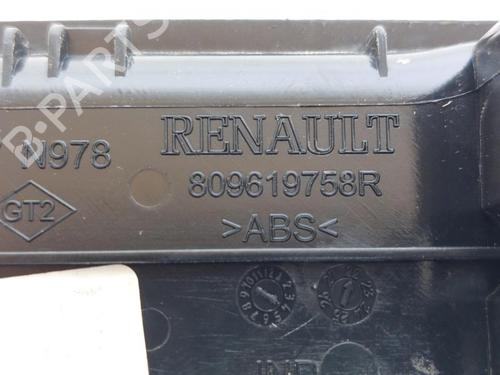 B-PARTS
N978
RENAULT
809619758R
GT2
>ABS<